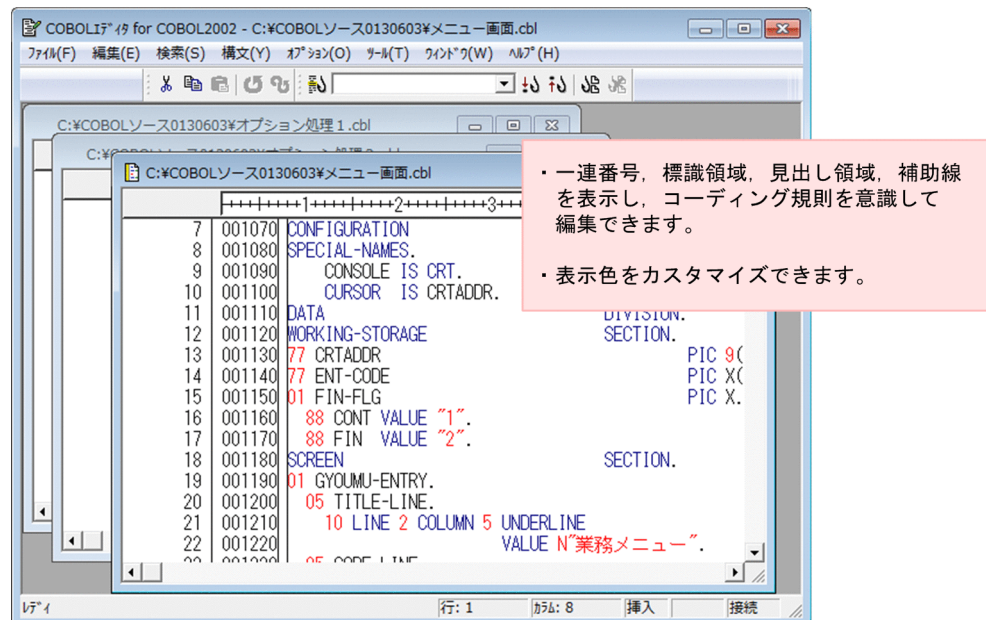 COBOLｴﾃﾞｨﾀ for COBOL2002 - C:¥COBOLソース0130603¥メニュー画面.cbl
ﾌｧｲﾙ(F) 編集(E) 検索(S) 構文(Y) ｵﾌﾟｼｮﾝ(O) ﾂｰﾙ(T) ｳｨﾝﾄﾞｳ(W) ﾍﾙﾌﾟ(H)
C:¥COBOLソース0130603¥オプション処理１.cbl
C:¥COBOLソース0130603¥メニュー画面.cbl
・一連番号，標識領域，見出し領域，補助線
を表示し，コーディング規則を意識して
編集できます。
・表示色をカスタマイズできます。
1 2 3
7 001070 CONFIGURATION
8 001080 SPECIAL-NAMES.
9 001090 CONSOLE IS CRT.
10 001100 CURSOR IS CRTADDR.
11 001110 DATA DIVISION.
12 001120 WORKING-STORAGE SECTION.
13 001130 77 CRTADDR PIC 9(
14 001140 77 ENT-CODE PIC X(
15 001150 01 FIN-FLG PIC X.
16 001160 88 CONT VALUE "1".
17 001170 88 FIN VALUE "2".
18 001180 SCREEN SECTION.
19 001190 01 GYOUMU-ENTRY.
20 001200 05 TITLE-LINE.
21 001210 10 LINE 2 COLUMN 5 UNDERLINE
22 001220 VALUE N"業務メニュー".
ﾚﾃﾞｨ 行: 1 ｶﾗﾑ: 8 挿入 接続